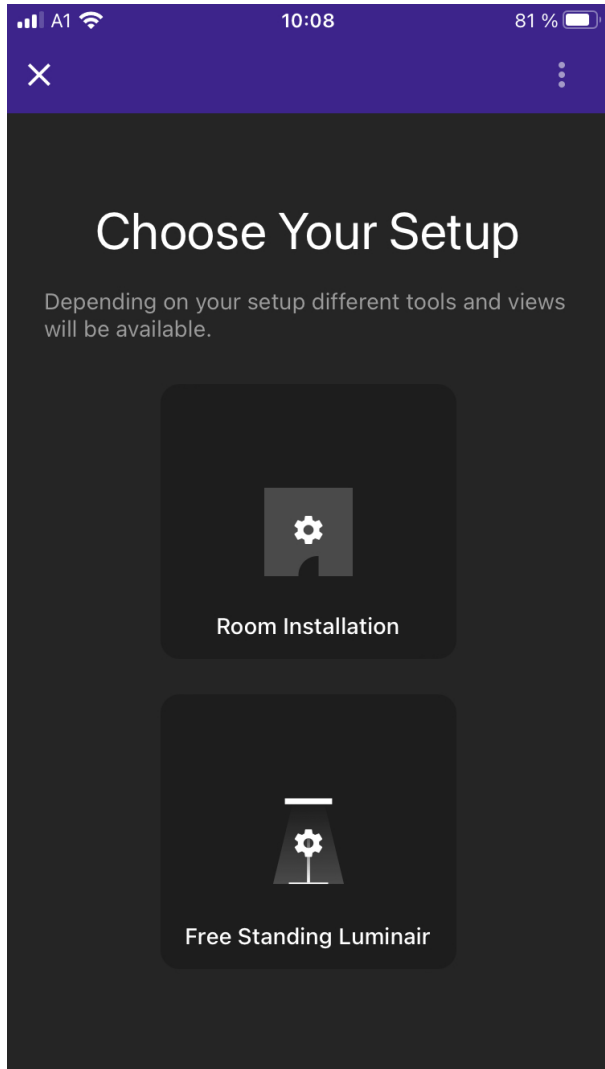 A1 10:08 81 %
Choose Your Setup
Depending on your setup different tools and views
will be available.
Room Installation
Free Standing Luminair